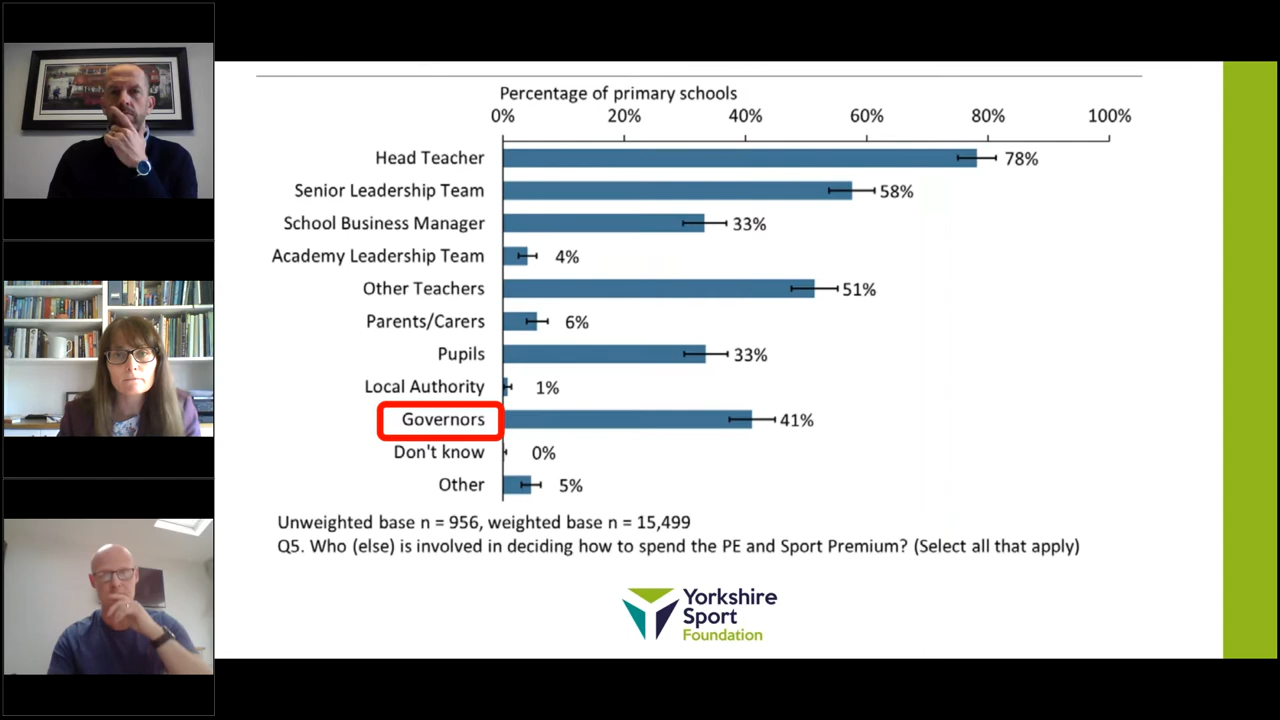 Percentage of primary schools
0% 20% 40% 60% 80% 100%
Head Teacher 78%
Senior Leadership Team 58%
School Business Manager 33%
Academy Leadership Team 4%
Other Teachers 51%
Parents/Carers 6%
Pupils 33%
Local Authority 1%
Governors 41%
Don't know 0%
Other 5%
Unweighted base n = 956, weighted base n = 15,499
Q5. Who (else) is involved in deciding how to spend the PE and Sport Premium? (Select all that apply)
Yorkshire
Sport
Foundation